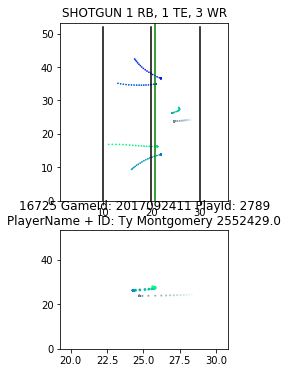 SHOTGUN 1 RB, 1 TE, 3 WR
50
40
30
20
10
0
10 20 30
16725 GameId: 2017092411 PlayId: 2789
PlayerName + ID: Ty Montgomery 2552429.0
40
20
0
20.0 22.5 25.0 27.5 30.0